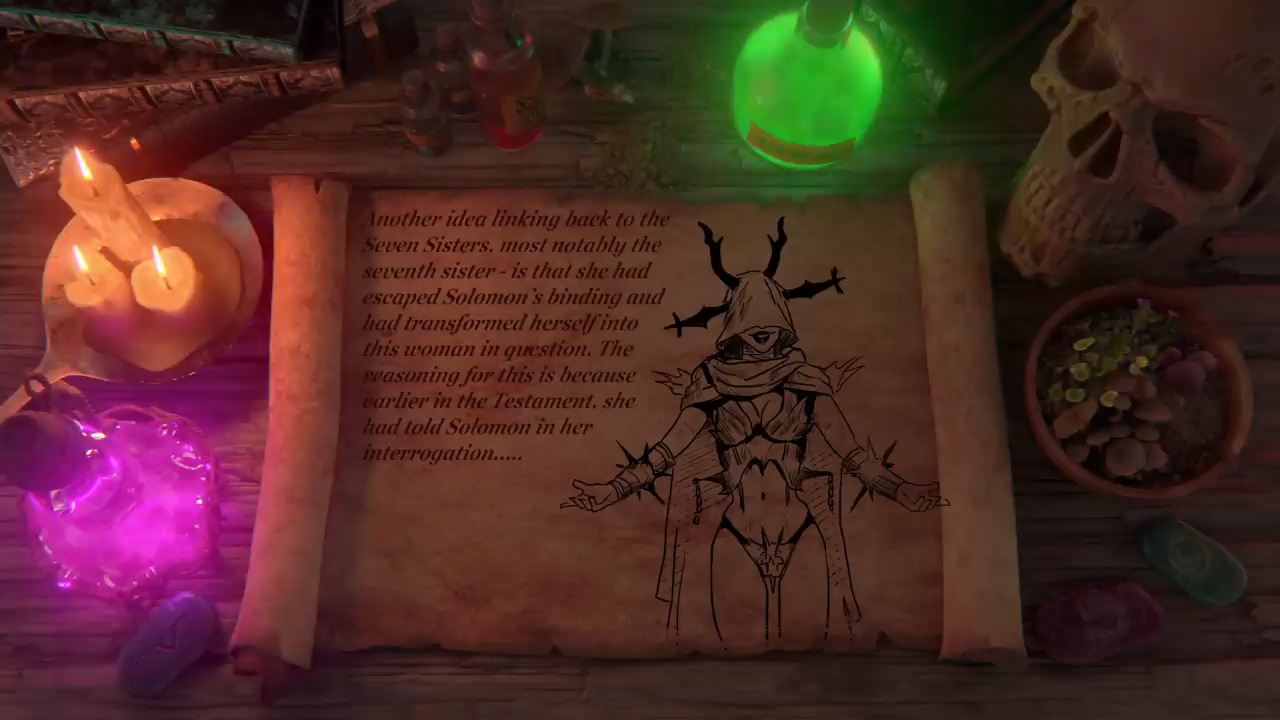 Another idea linking back to the
Seven Sisters, most notably the
seventh sister - is that she had
escaped Solomon's binding and
had transformed herself into
this woman in question. The
reasoning for this is because
earlier in the Testament, she
had told Solomon in her
interrogation.....